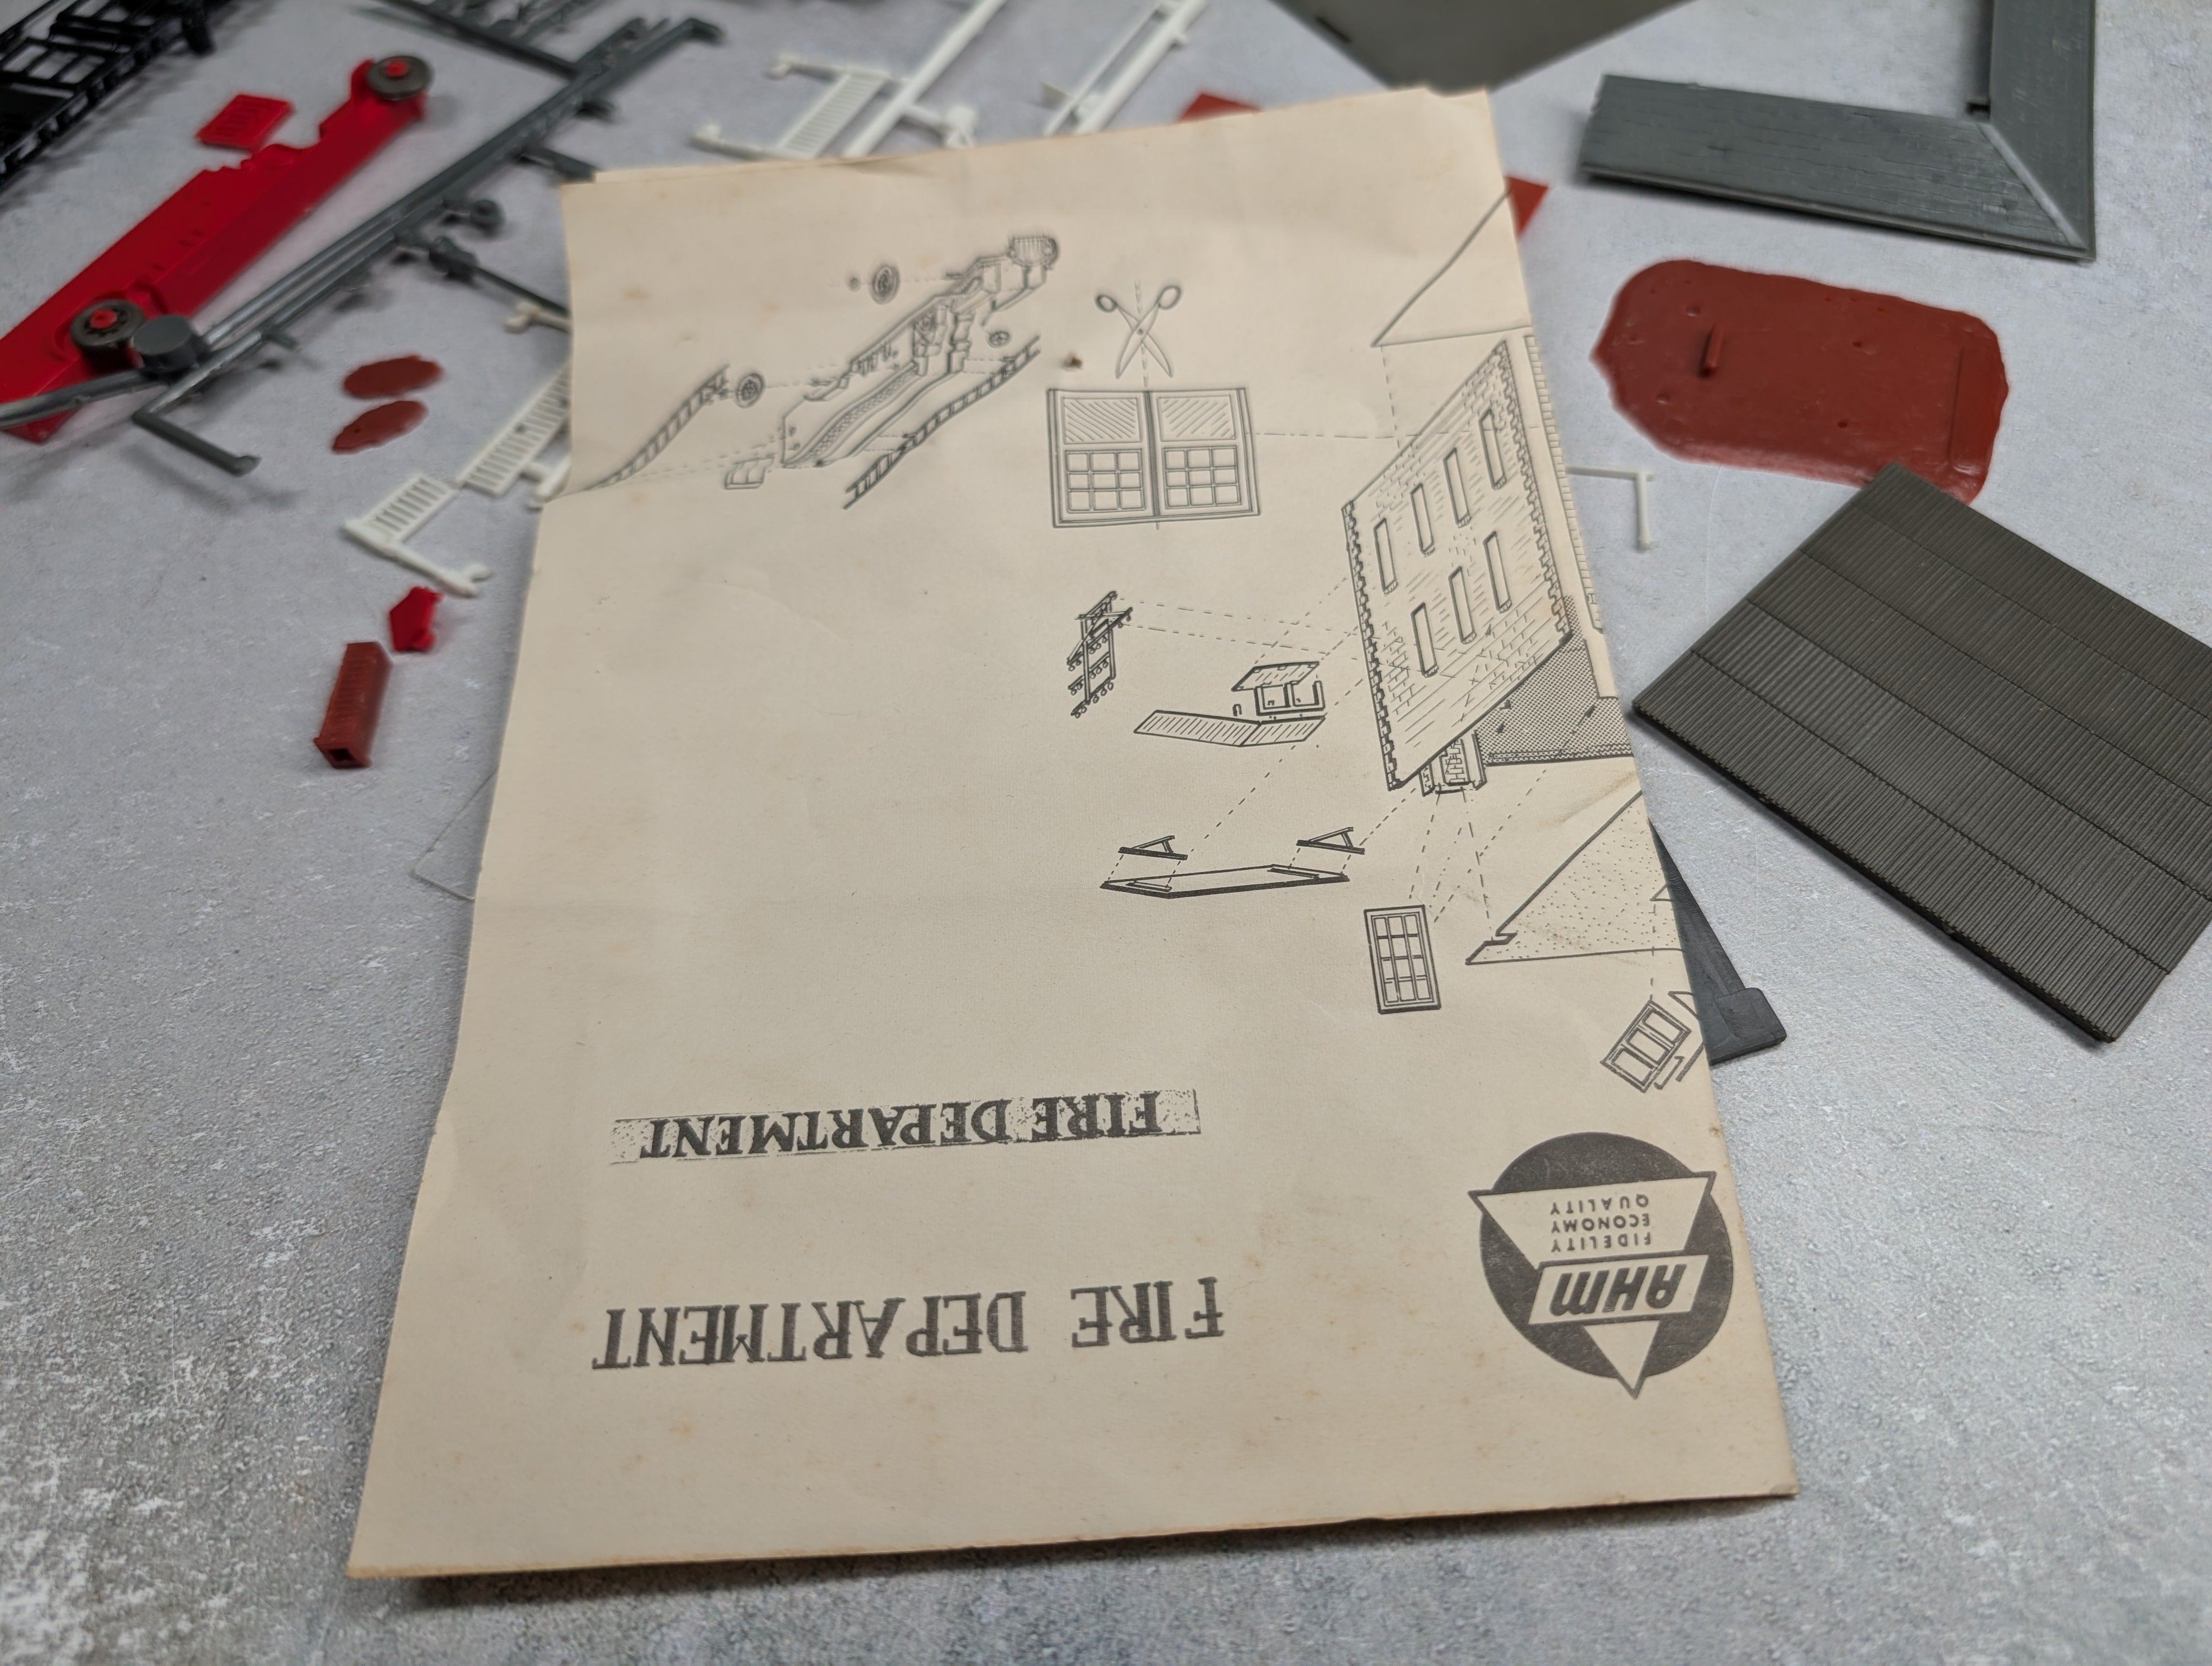 AHM
FIDELITY
ECONOMY
QUALITY
FIRE DEPARTMENT
FIRE DEPARTMENT